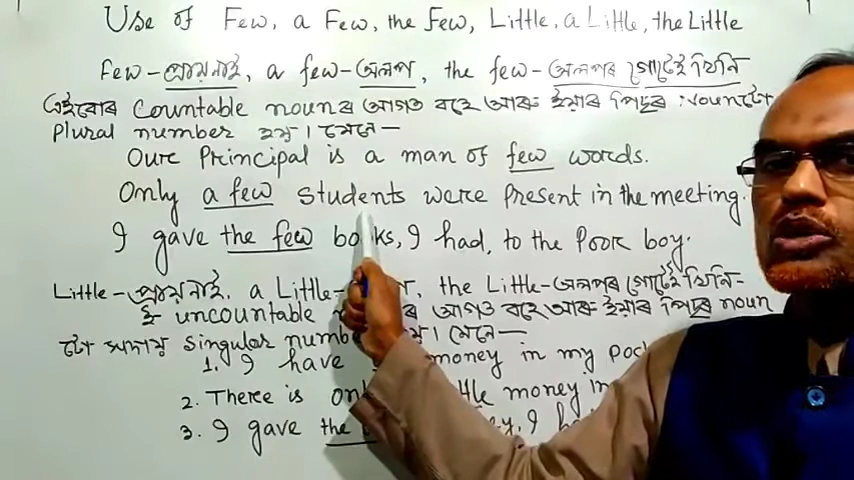 Use of Few, a Few, the Few, Little, a Little, the Little
Few-প্ৰায়নাই, a few-অলপ, the few-অলপৰ গোটেই খিনি
এইবোৰ Countable nounৰ আগত বহে আৰু ইয়াৰ পিছৰ nounটো
Plural number হয়। যেনে—
Our Principal is a man of few words.
Only a few students were Present in the meeting.
I gave the few books, I had, to the Poor boy.
Little-প্ৰায়নাই, a Little- , the Little-অলপৰ গোটেই খিনি-
uncountable আগত বহে আৰু ইয়াৰ পিছৰ noun
টো সদায় singular হয়। যেনে—
1. I have money in my
2. There is money in
3. I gave the I